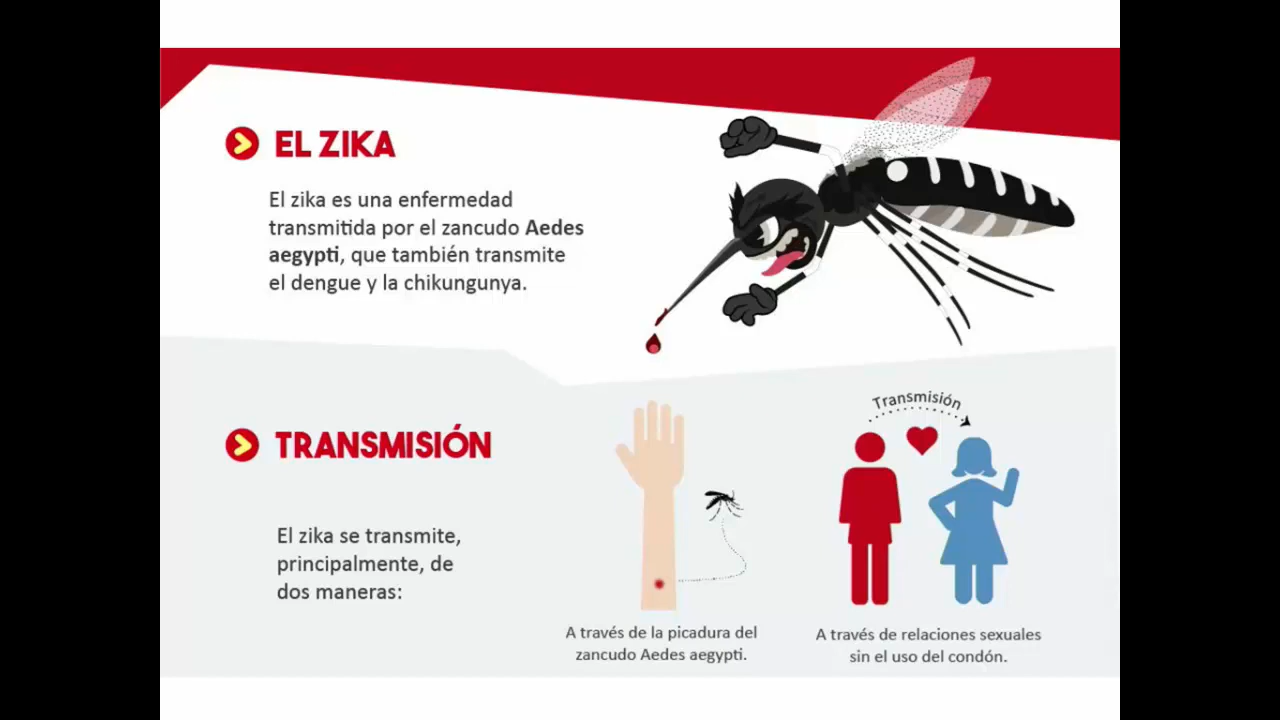 EL ZIKA
El zika es una enfermedad
transmitida por el zancudo Aedes
aegypti, que también transmite
el dengue y la chikungunya.
TRANSMISIÓN
El zika se transmite,
principalmente, de
dos maneras:
A través de la picadura del
zancudo Aedes aegypti.
Transmisión
A través de relaciones sexuales
sin el uso del condón.